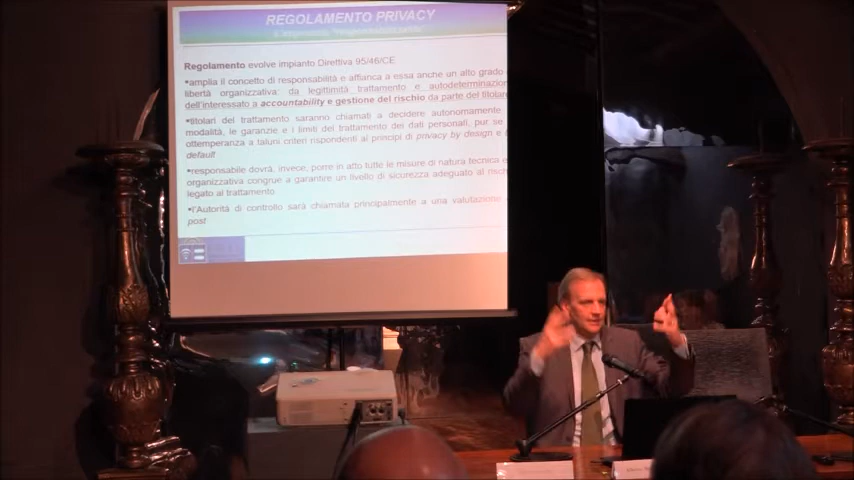 REGOLAMENTO PRIVACY
Regolamento evolve impianto Direttiva 95/46/CE
•amplia il concetto di responsabilità e affianca a essa anche un alto grado
libertà organizzativa: da legittimità trattamento e autodeterminazion
dell'interessato a accountability e gestione del rischio da parte del titolare
•titolari del trattamento saranno chiamati a decidere autonomamente
modalità, le garanzie e i limiti del trattamento dei dati personali, pur se
ottemperanza a taluni criteri rispondenti ai principi di privacy by design e
default
•responsabile dovrà, invece, porre in atto tutte le misure di natura tecnica e
organizzativa congrue a garantire un livello di sicurezza adeguato al risch
legato al trattamento
•l'Autorità di controllo sarà chiamata principalmente a una valutazione
post